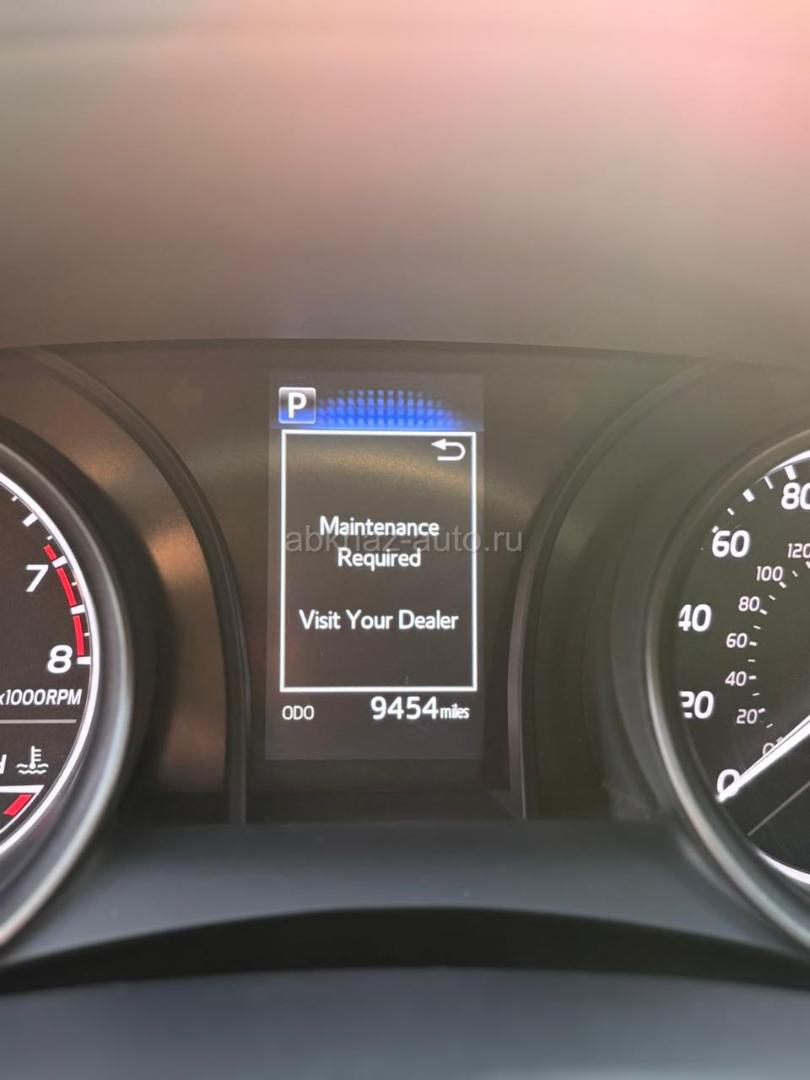 P
Maintenance
Required
abkhaz-auto.ru
Visit Your Dealer
ODO 9454 miles
7
8
x1000RPM
H
80
60
40
20
0
120
100
80
60
40
20
0